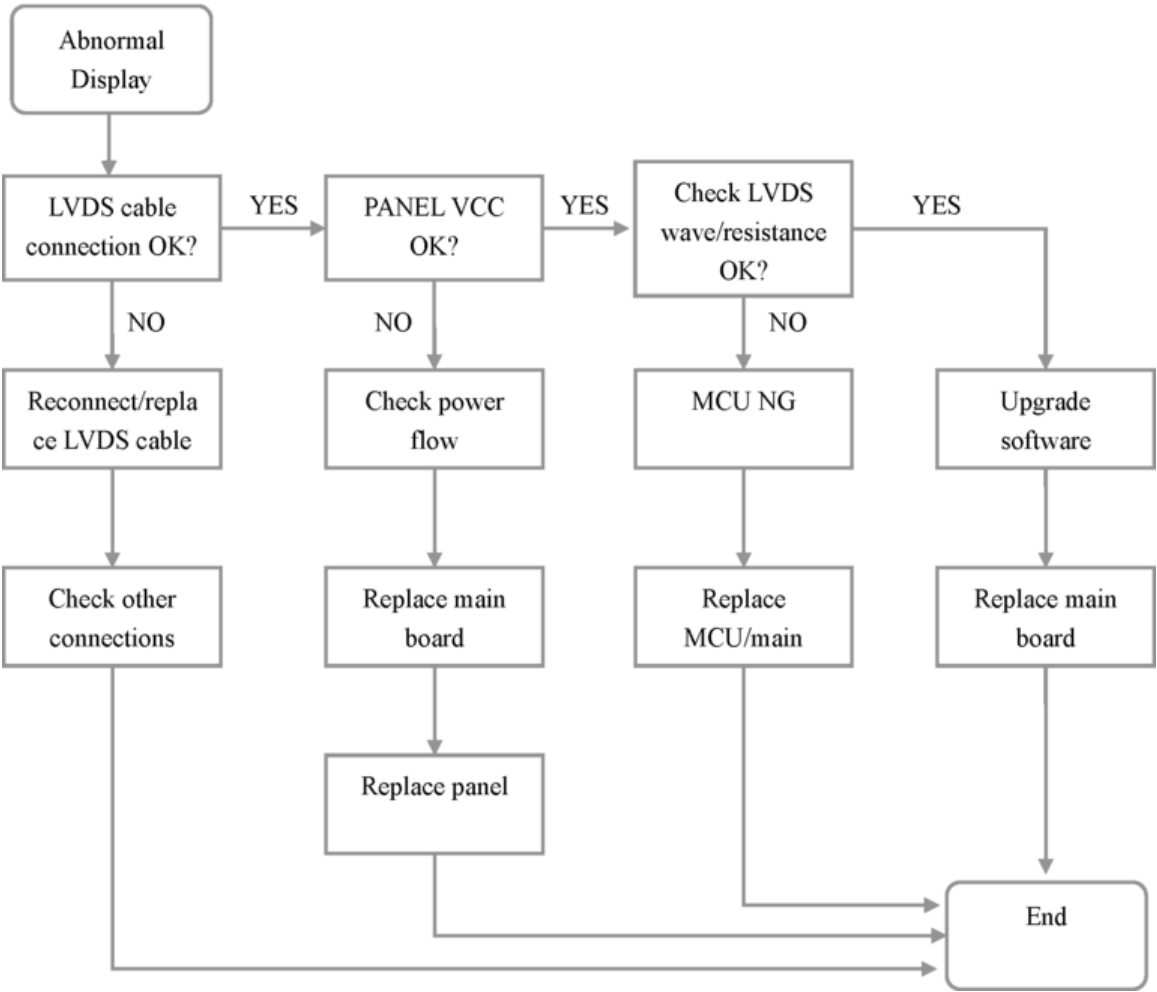 Abnormal
Display
LVDS cable
connection OK?
YES
PANEL VCC
OK?
YES
Check LVDS
wave/resistance
OK?
YES
NO
NO
NO
Reconnect/repla
ce LVDS cable
Check power
flow
MCU NG
Upgrade
software
Check other
connections
Replace main
board
Replace
MCU/main
Replace main
board
Replace panel
End